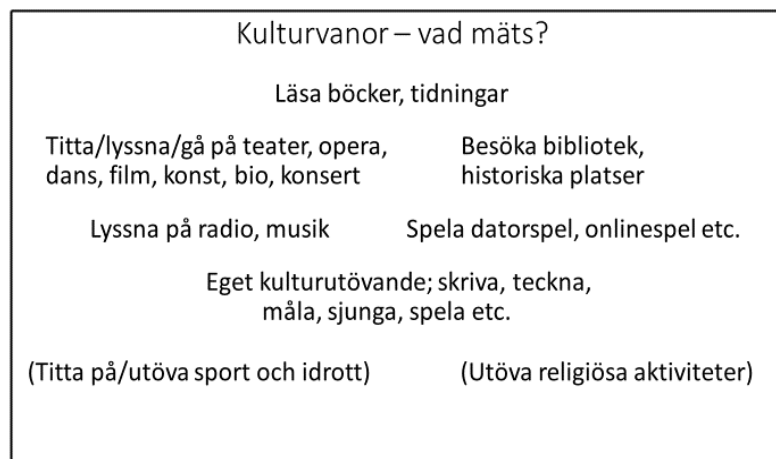 Kulturvanor – vad mäts?
Läsa böcker, tidningar
Titta/lyssna/gå på teater, opera,
dans, film, konst, bio, konsert
Besöka bibliotek,
historiska platser
Lyssna på radio, musik
Spela datorspel, onlinespel etc.
Eget kulturutövande; skriva, teckna,
måla, sjunga, spela etc.
(Titta på/utöva sport och idrott)
(Utöva religiösa aktiviteter)